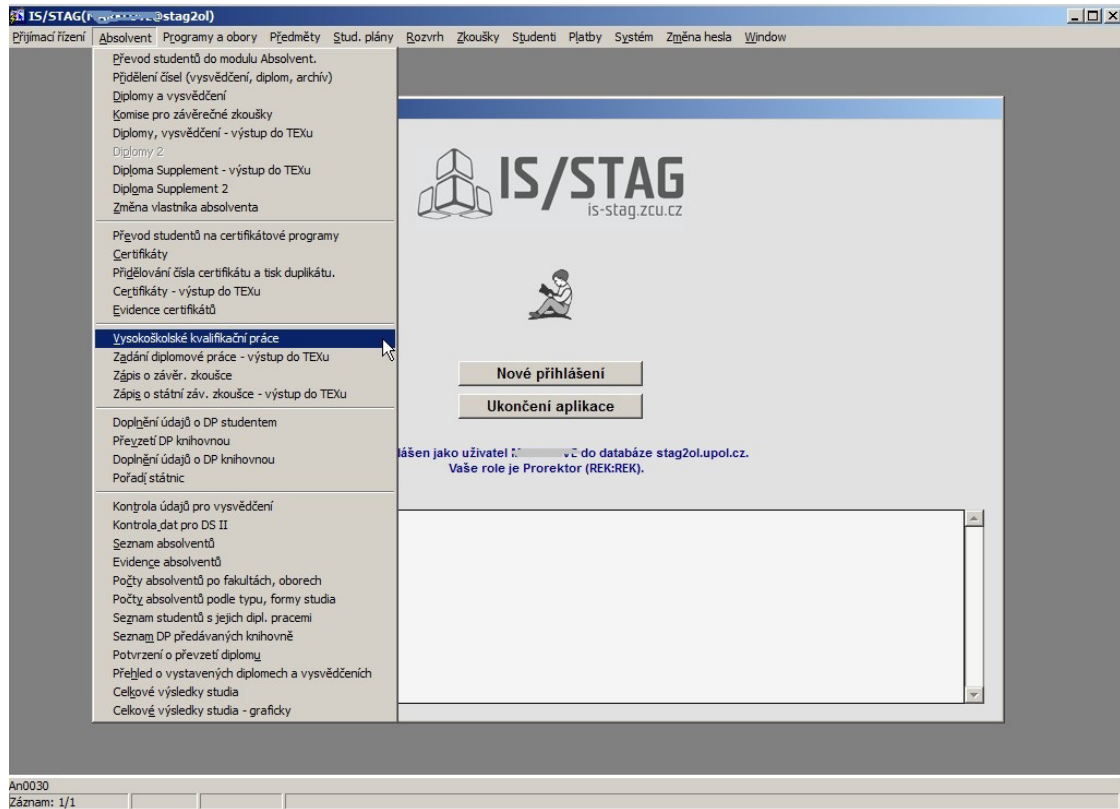 IS/STAG(
@stag2ol)
Přijímací řízení Absolvent Programy a obory Předměty Stud. plány Rozvrh Zkoušky Studenti Platby Systém Změna hesla Window
Převod studentů do modulu Absolvent.
Přidělení čísel (vysvědčení, diplom, archív)
Diplomy a vysvědčení
Komise pro závěrečné zkoušky
Diplomy, vysvědčení - výstup do TEXu
Diplomy 2
Diploma Supplement - výstup do TEXu
Diploma Supplement 2
Změna vlastníka absolventa
Převod studentů na certifikátové programy
Certifikáty
Přidělování čísla certifikátu a tisk duplikátu.
Certifikáty - výstup do TEXu
Evidence certifikátů
Vysokoškolské kvalifikační práce
Zadání diplomové práce - výstup do TEXu
Zápis o závěr. zkoušce
Zápis o státní záv. zkoušce - výstup do TEXu
Doplnění údajů o DP studentem
Převzetí DP knihovnou
Doplnění údajů o DP knihovnou
Pořadí státnic
Kontrola údajů pro vysvědčení
Kontrola dat pro DS II
Seznam absolventů
Evidence absolventů
Počty absolventů po fakultách, oborech
Počty absolventů podle typu, formy studia
Seznam studentů s jejich dipl. pracemi
Seznam DP předávaných knihovně
Potvrzení o převzetí diplomu
Přehled o vystavených diplomech a vysvědčeních
Celkové výsledky studia
Celkové výsledky studia - graficky
IS/STAG
is-stag.zcu.cz
Nové přihlášení
Ukončení aplikace
lášen jako uživatel do databáze stag2ol.upol.cz.
Vaše role je Prorektor (REK:REK).
An0030
Záznam: 1/1